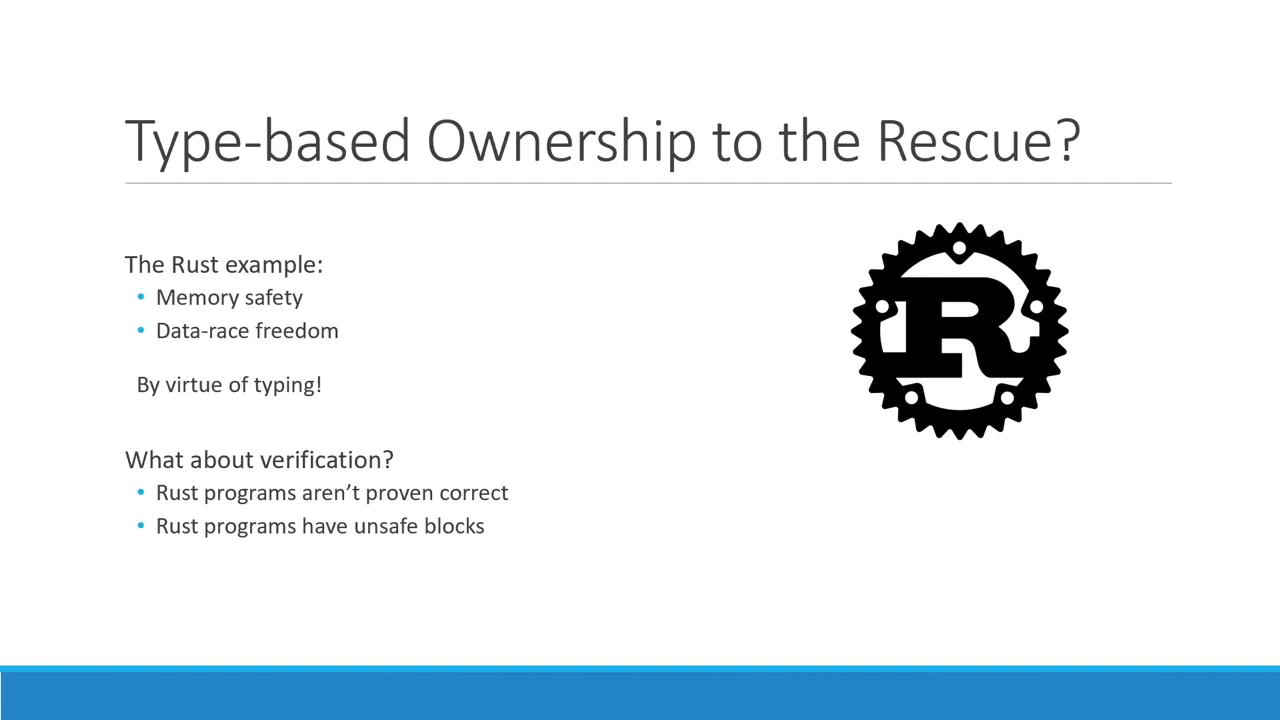 Type-based Ownership to the Rescue?
The Rust example:
• Memory safety
• Data-race freedom
By virtue of typing!
What about verification?
• Rust programs aren’t proven correct
• Rust programs have unsafe blocks
R